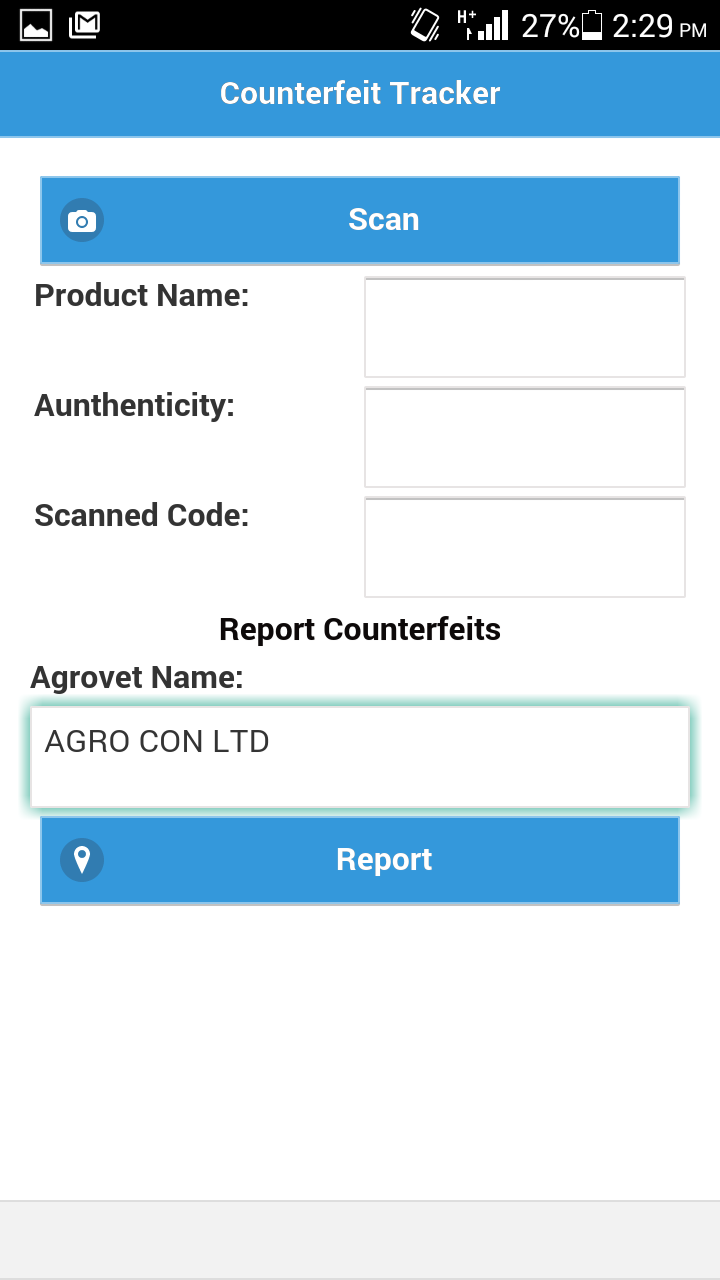 H+ 27% 2:29 PM
Counterfeit Tracker
Scan
Product Name:
Aunthenticity:
Scanned Code:
Report Counterfeits
Agrovet Name:
AGRO CON LTD
Report